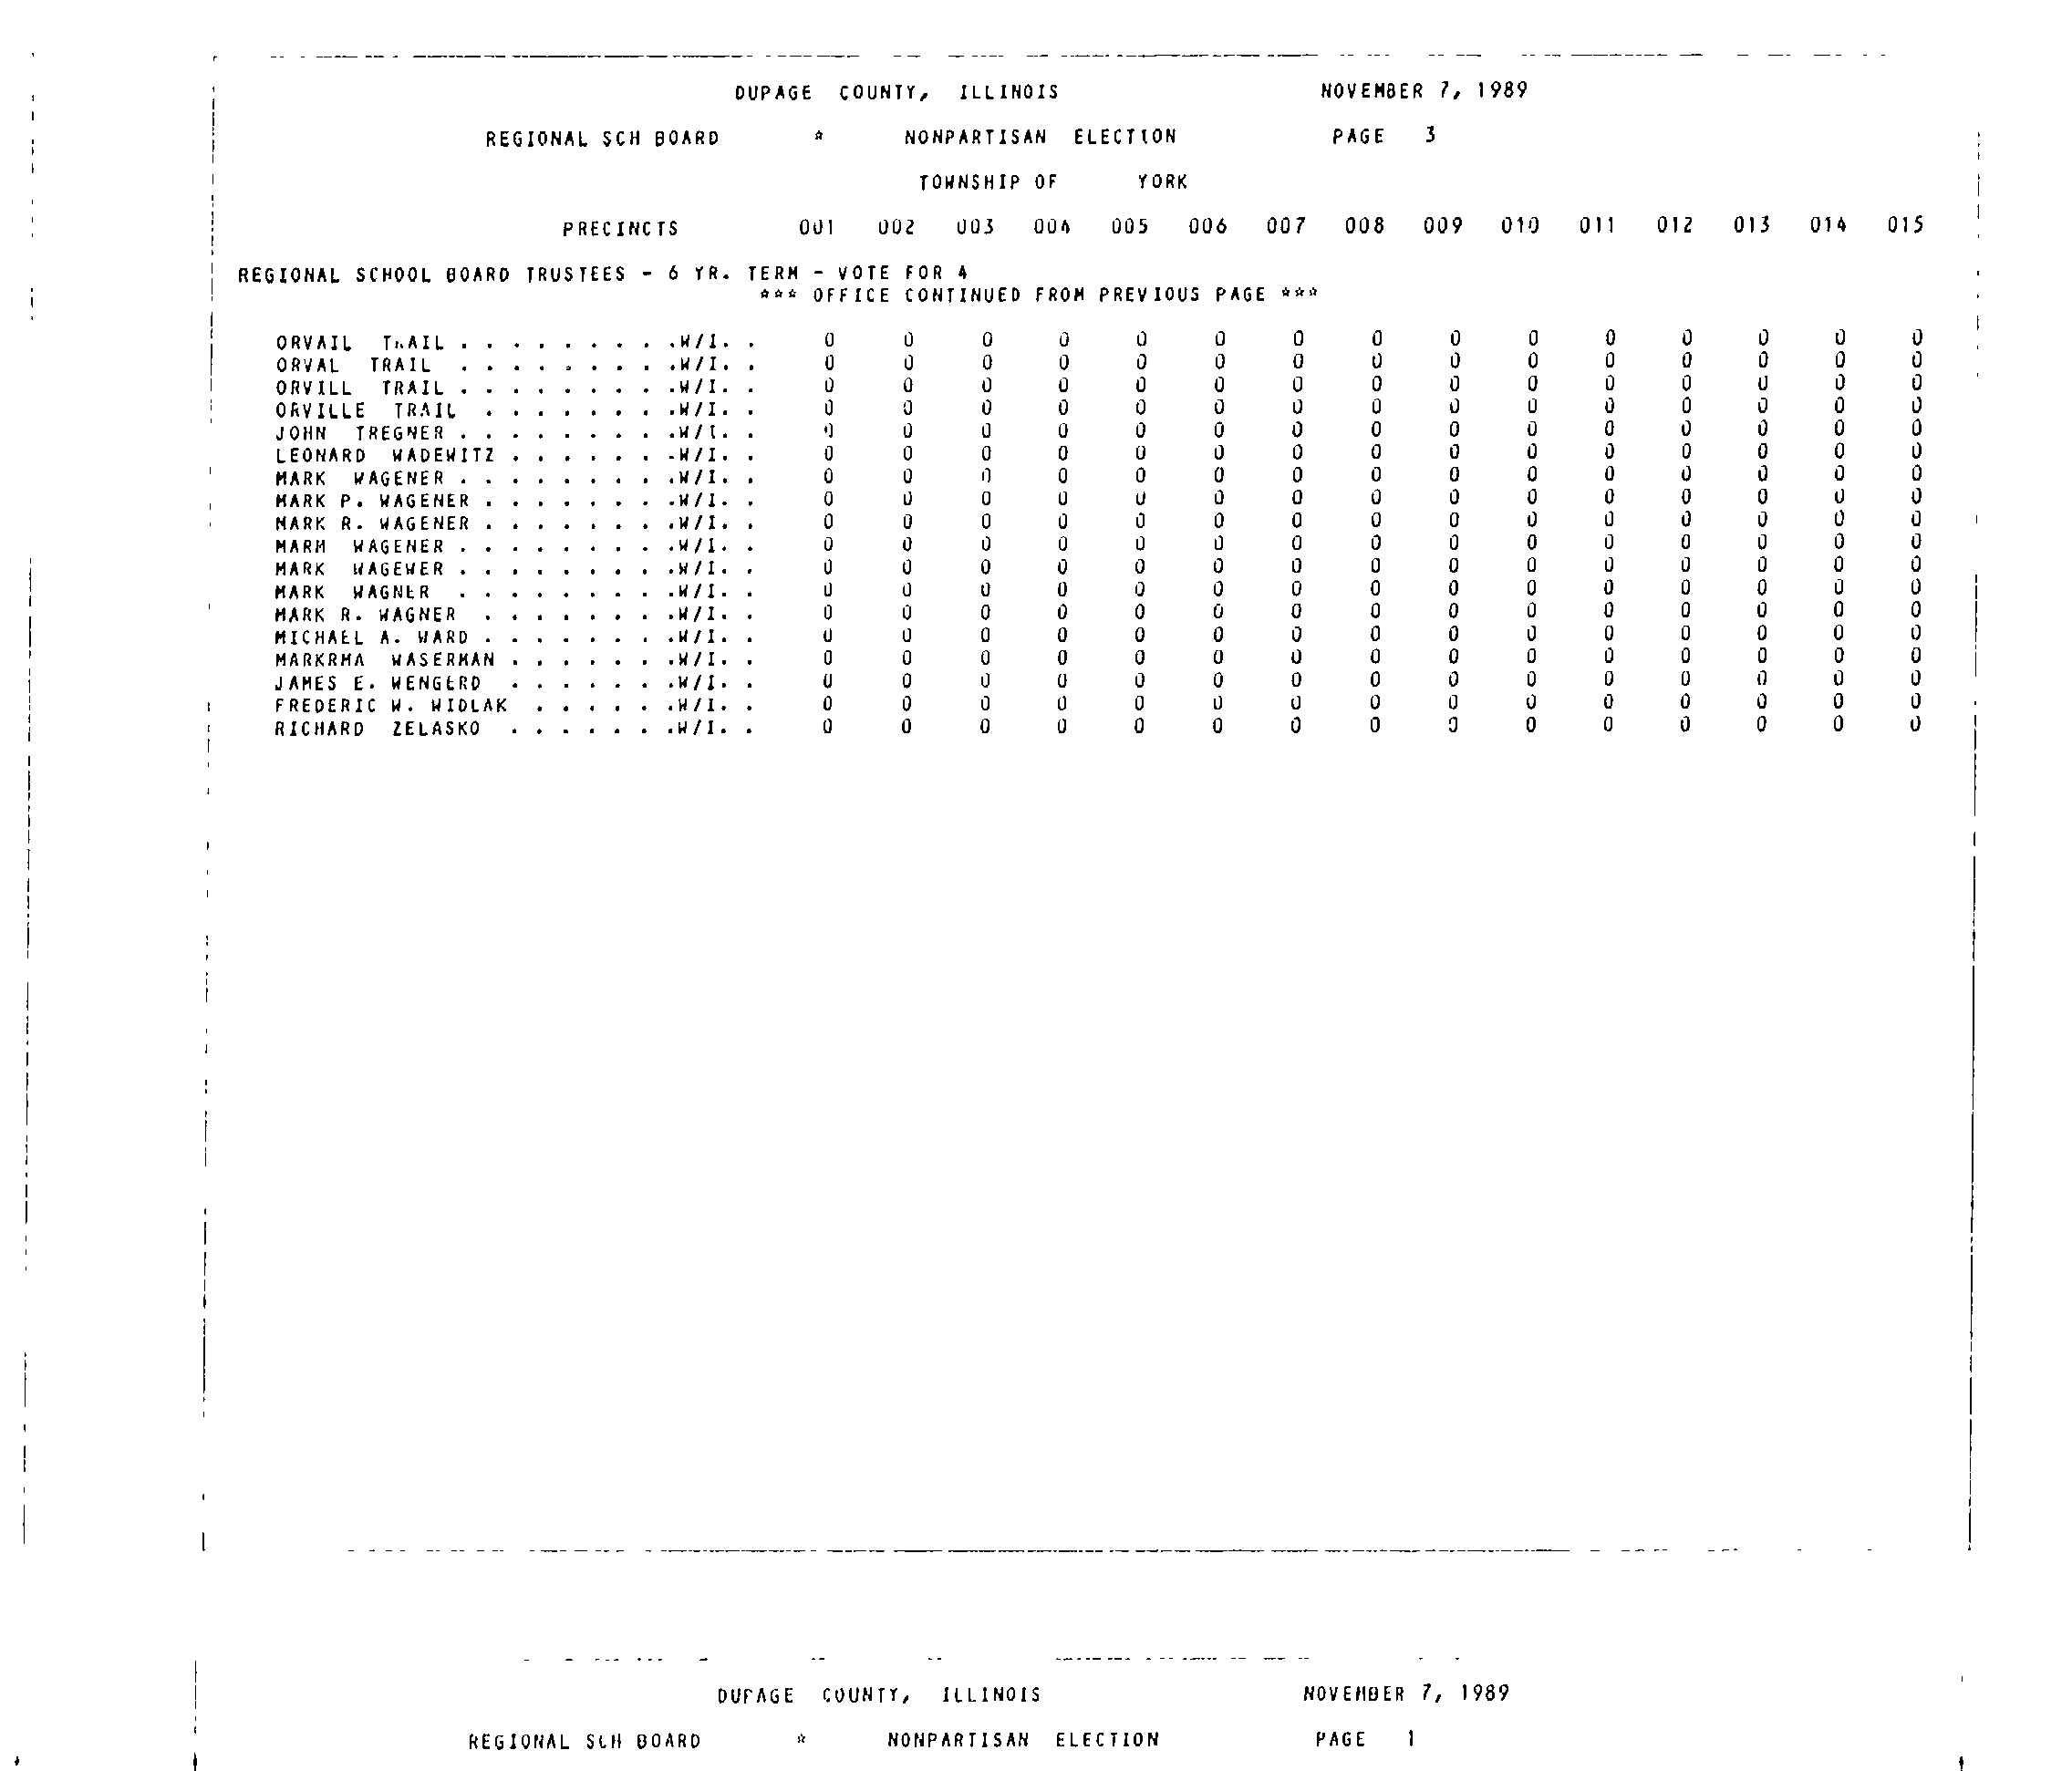 DUPAGE COUNTY, ILLINOIS NOVEMBER 7, 1989
REGIONAL SCH BOARD * NONPARTISAN ELECTION PAGE 3
TOWNSHIP OF YORK
PRECINCTS 001 002 003 004 005 006 007 008 009 010 011 012 013 014 015
REGIONAL SCHOOL BOARD TRUSTEES - 6 YR. TERM - VOTE FOR 4
*** OFFICE CONTINUED FROM PREVIOUS PAGE ***
ORVAIL TRAIL . . . . . . . . .W/I. . 0 0 0 0 0 0 0 0 0 0 0 0 0 0 0
ORVAL TRAIL . . . . . . . . .W/I. . 0 0 0 0 0 0 0 0 0 0 0 0 0 0 0
ORVILL TRAIL . . . . . . . . .W/I. . 0 0 0 0 0 0 0 0 0 0 0 0 0 0 0
ORVILLE TRAIL . . . . . . . .W/I. . 0 0 0 0 0 0 0 0 0 0 0 0 0 0 0
JOHN TREGNER . . . . . . . . .W/I. . 0 0 0 0 0 0 0 0 0 0 0 0 0 0 0
LEONARD WADEWITZ . . . . . . .W/I. . 0 0 0 0 0 0 0 0 0 0 0 0 0 0 0
MARK WAGENER . . . . . . . . .W/I. . 0 0 0 0 0 0 0 0 0 0 0 0 0 0 0
MARK P. WAGENER . . . . . . . .W/I. . 0 0 0 0 0 0 0 0 0 0 0 0 0 0 0
MARK R. WAGENER . . . . . . . .W/I. . 0 0 0 0 0 0 0 0 0 0 0 0 0 0 0
MARM WAGENER . . . . . . . . .W/I. . 0 0 0 0 0 0 0 0 0 0 0 0 0 0 0
MARK WAGEWER . . . . . . . . .W/I. . 0 0 0 0 0 0 0 0 0 0 0 0 0 0 0
MARK WAGNER . . . . . . . . .W/I. . 0 0 0 0 0 0 0 0 0 0 0 0 0 0 0
MARK R. WAGNER . . . . . . . .W/I. . 0 0 0 0 0 0 0 0 0 0 0 0 0 0 0
MICHAEL A. WARD . . . . . . . .W/I. . 0 0 0 0 0 0 0 0 0 0 0 0 0 0 0
MARKRMA WASERMAN . . . . . . .W/I. . 0 0 0 0 0 0 0 0 0 0 0 0 0 0 0
JAMES E. WENGERD . . . . . . .W/I. . 0 0 0 0 0 0 0 0 0 0 0 0 0 0 0
FREDERIC W. WIDLAK . . . . . .W/I. . 0 0 0 0 0 0 0 0 0 0 0 0 0 0 0
RICHARD ZELASKO . . . . . . .W/I. . 0 0 0 0 0 0 0 0 0 0 0 0 0 0 0
DUPAGE COUNTY, ILLINOIS NOVEMBER 7, 1989
REGIONAL SCH BOARD * NONPARTISAN ELECTION PAGE 1